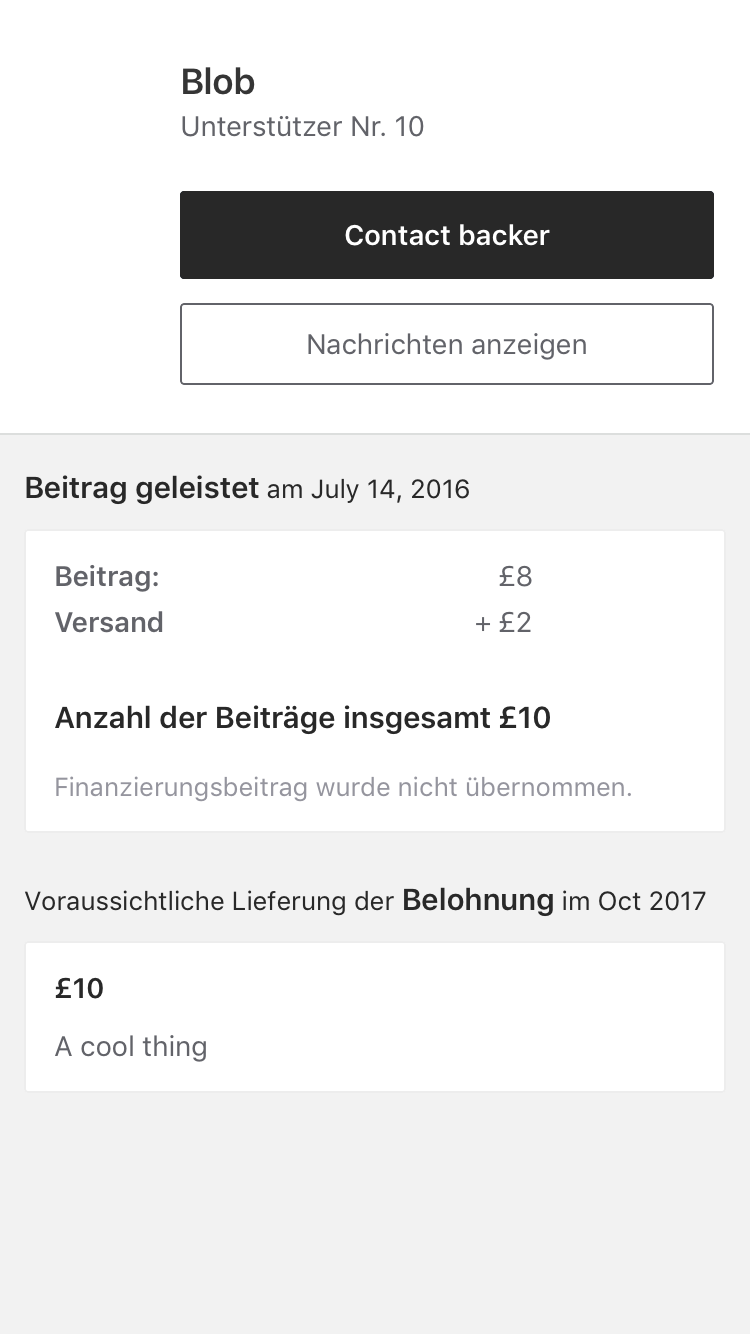 Blob
Unterstützer Nr. 10
Contact backer
Nachrichten anzeigen
Beitrag geleistet am July 14, 2016
Beitrag: £8
Versand + £2
Anzahl der Beiträge insgesamt £10
Finanzierungsbeitrag wurde nicht übernommen.
Voraussichtliche Lieferung der Belohnung im Oct 2017
£10
A cool thing